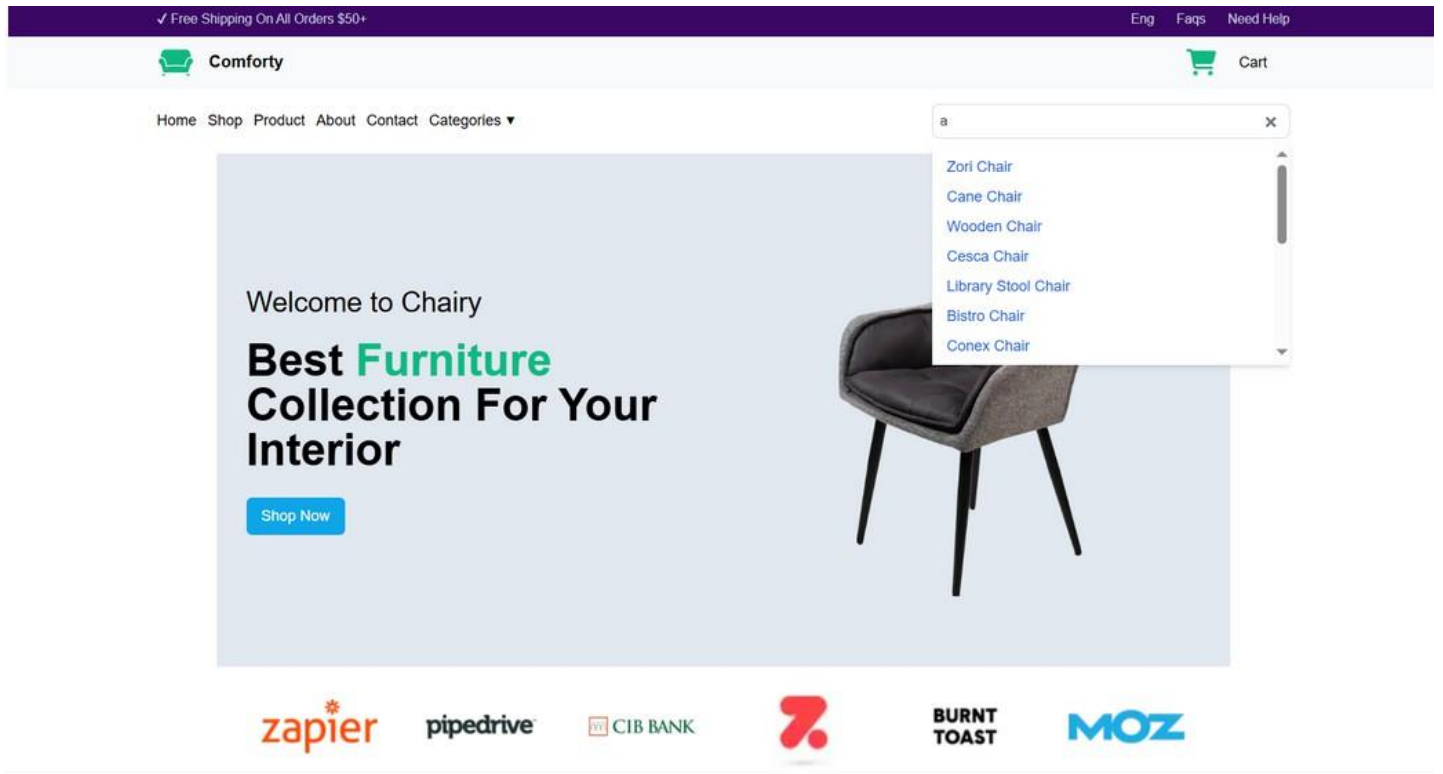 ✓ Free Shipping On All Orders $50+ Eng Faqs Need Help
Comforty Cart
Home Shop Product About Contact Categories ▼
a
Zori Chair
Cane Chair
Wooden Chair
Cesca Chair
Library Stool Chair
Bistro Chair
Conex Chair
Welcome to Chairy
Best Furniture
Collection For Your
Interior
Shop Now
zapier pipedrive CIB BANK Z. BURNT TOAST MOZ